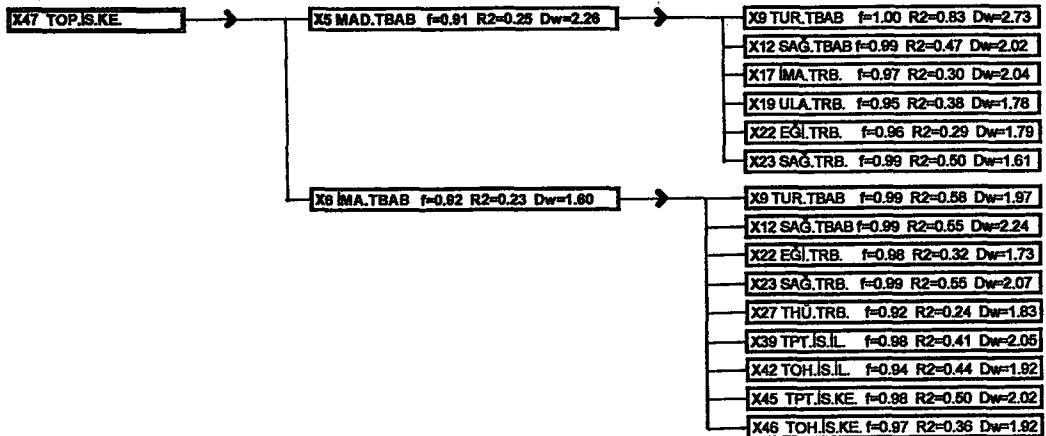 X47 TOP.İS.KE.
X5 MAD.TBAB f=0.91 R2=0.25 Dw=2.26
X9 TUR.TBAB f=1.00 R2=0.83 Dw=2.73
X12 SAĞ.TBAB f=0.99 R2=0.47 Dw=2.02
X17 İMA.TRB. f=0.97 R2=0.30 Dw=2.04
X19 ULA.TRB. f=0.95 R2=0.38 Dw=1.78
X22 EĞİ.TRB. f=0.96 R2=0.29 Dw=1.79
X23 SAĞ.TRB. f=0.99 R2=0.50 Dw=1.61
X6 İMA.TBAB f=0.92 R2=0.23 Dw=1.60
X9 TUR.TBAB f=0.99 R2=0.58 Dw=1.97
X12 SAĞ.TBAB f=0.99 R2=0.55 Dw=2.24
X22 EĞİ.TRB. f=0.98 R2=0.32 Dw=1.73
X23 SAĞ.TRB. f=0.99 R2=0.55 Dw=2.07
X27 THÜ.TRB. f=0.92 R2=0.24 Dw=1.83
X39 TPT.İS.İL. f=0.98 R2=0.41 Dw=2.05
X42 TOH.İS.İL. f=0.94 R2=0.44 Dw=1.92
X45 TPT.İS.KE. f=0.98 R2=0.50 Dw=2.02
X46 TOH.İS.KE. f=0.97 R2=0.36 Dw=1.92